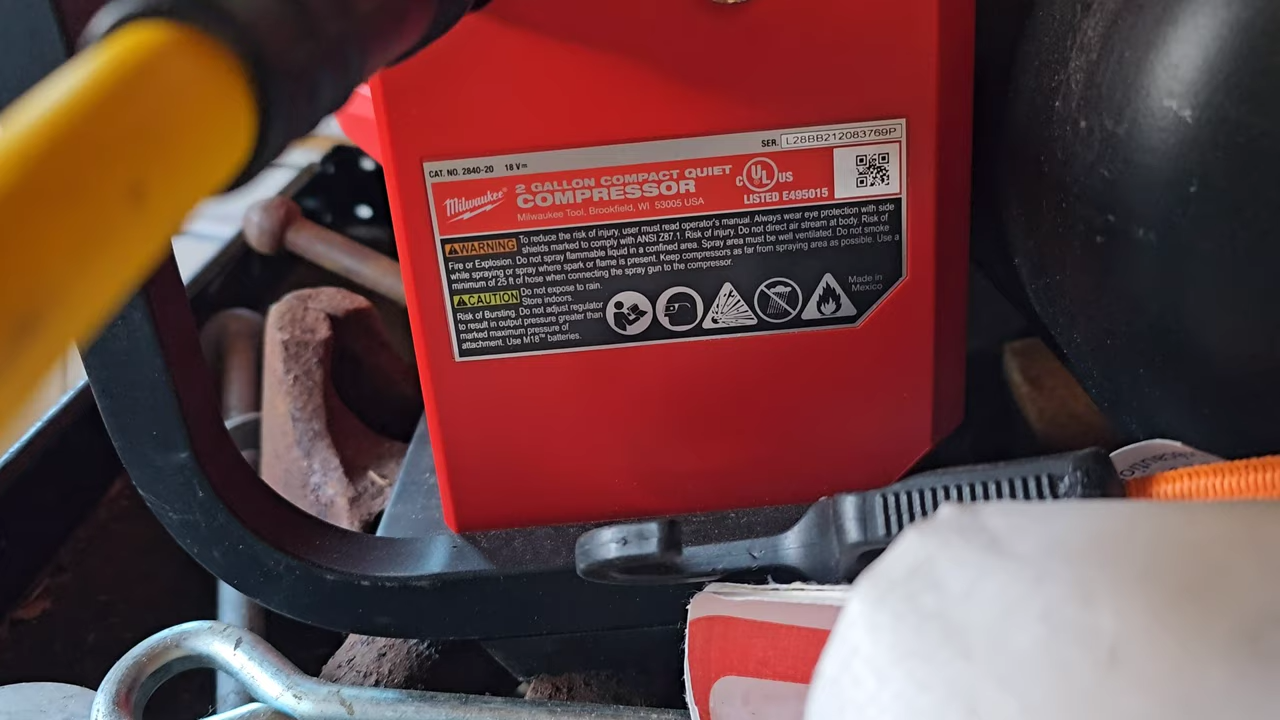 SER. L28BB212083769P
CAT. NO. 2840-20 18 V
Milwaukee
2 GALLON COMPACT QUIET
COMPRESSOR
Milwaukee Tool, Brookfield, WI 53005 USA
C UL US
LISTED E495015
WARNING To reduce the risk of injury, user must read operator's manual. Always wear eye protection with side
shields marked to comply with ANSI Z87.1. Risk of injury. Do not direct air stream at body. Risk of
Fire or Explosion. Do not spray flammable liquid in a confined area. Spray area must be well ventilated. Do not smoke
while spraying or spray where spark or flame is present. Keep compressors as far from spraying area as possible. Use a
minimum of 25 ft of hose when connecting the spray gun to the compressor.
CAUTION Do not expose to rain.
Store indoors.
Risk of Bursting. Do not adjust regulator
to result in output pressure greater than
marked maximum pressure of
attachment. Use M18™ batteries.
Made in
Mexico